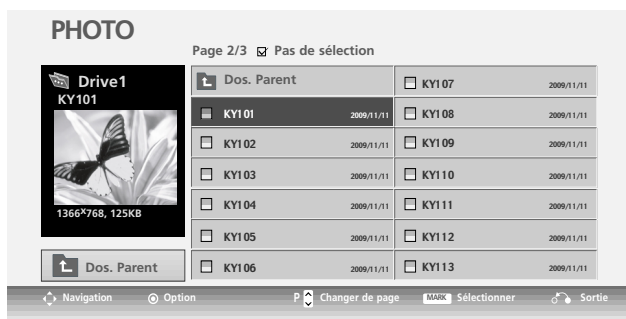 PHOTO
Page 2/3 Pas de sélection
Drive1
KY101
1366x768, 125KB
Dos. Parent
Dos. Parent
KY101 2009/11/11
KY102 2009/11/11
KY103 2009/11/11
KY104 2009/11/11
KY105 2009/11/11
KY106 2009/11/11
KY107 2009/11/11
KY108 2009/11/11
KY109 2009/11/11
KY110 2009/11/11
KY111 2009/11/11
KY112 2009/11/11
KY113 2009/11/11
Navigation Option P Changer de page MARK Sélectionner Sortie